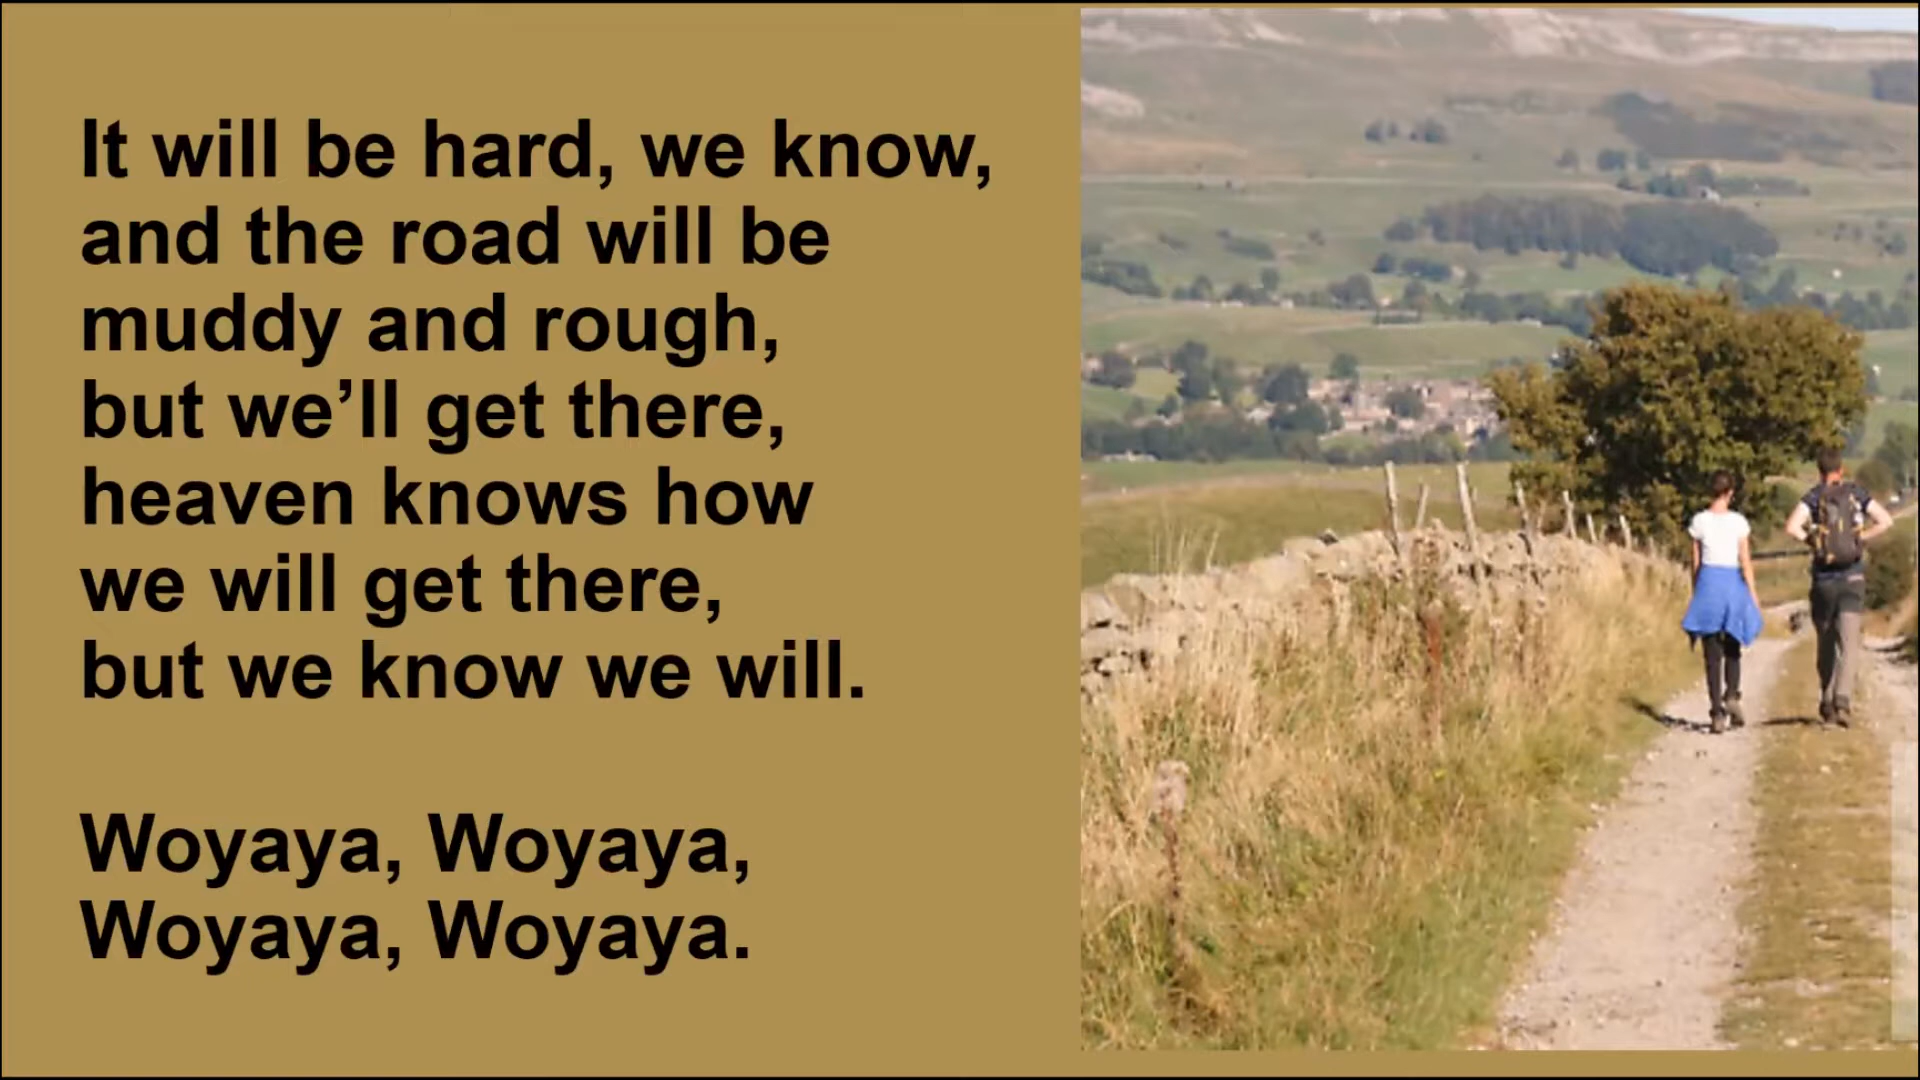 It will be hard, we know,
and the road will be
muddy and rough,
but we’ll get there,
heaven knows how
we will get there,
but we know we will.
Woyaya, Woyaya,
Woyaya, Woyaya.